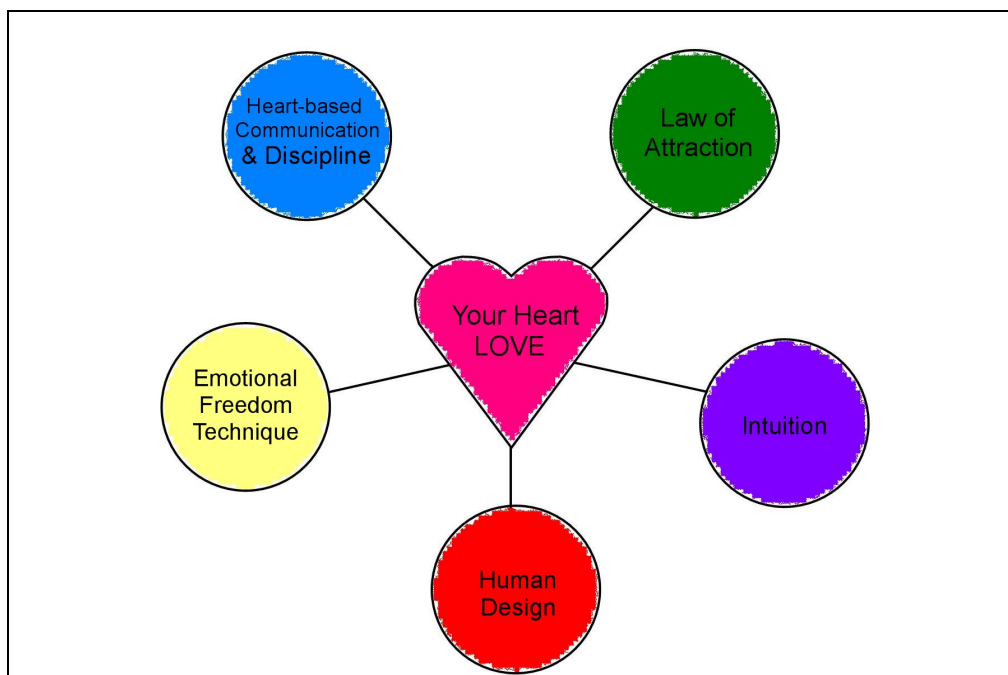 Heart-based
Communication
& Discipline
Law of
Attraction
Your Heart
LOVE
Emotional
Freedom
Technique
Intuition
Human
Design